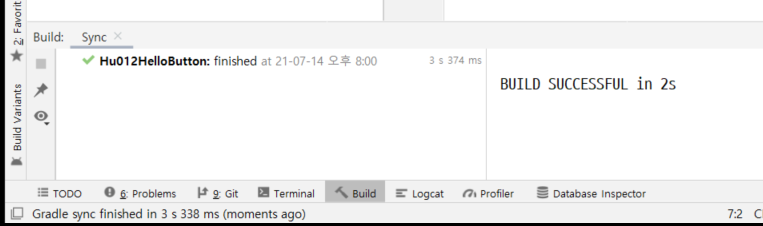 2: Favorit
Build: Sync
Hu012HelloButton: finished at 21-07-14 오후 8:00 3 s 374 ms
BUILD SUCCESSFUL in 2s
Build Variants
TODO 6: Problems 9: Git Terminal Build Logcat Profiler Database Inspector
Gradle sync finished in 3 s 338 ms (moments ago) 7:2